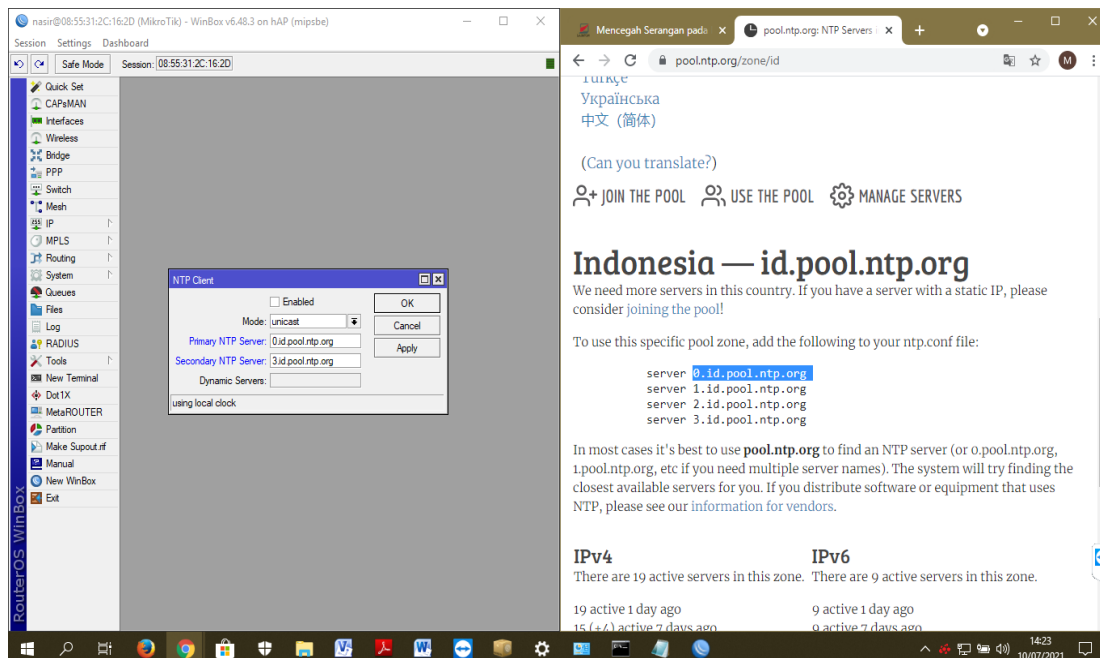 nasir@08:55:31:2C:16:2D (MikroTik) - WinBox v6.48.3 on hAP (mipsbe)
Session Settings Dashboard
Safe Mode Session: 08:55:31:2C:16:2D
Quick Set
CAPsMAN
Interfaces
Wireless
Bridge
PPP
Switch
Mesh
IP
MPLS
Routing
System
Queues
Files
Log
RADIUS
Tools
New Terminal
Dot1X
MetaROUTER
Partition
Make Supout.rif
Manual
New WinBox
Exit
RouterOS WinBox
NTP Client
Enabled
Mode: unicast
Primary NTP Server: 0.id.pool.ntp.org
Secondary NTP Server: 3.id.pool.ntp.org
Dynamic Servers:
using local clock
OK
Cancel
Apply
Mencegah Serangan pada
pool.ntp.org: NTP Servers
pool.ntp.org/zone/id
M
Türkçe
Українська
中文（简体）
(Can you translate?)
JOIN THE POOL USE THE POOL MANAGE SERVERS
Indonesia — id.pool.ntp.org
We need more servers in this country. If you have a server with a static IP, please
consider joining the pool!
To use this specific pool zone, add the following to your ntp.conf file:
server 0.id.pool.ntp.org
server 1.id.pool.ntp.org
server 2.id.pool.ntp.org
server 3.id.pool.ntp.org
In most cases it's best to use pool.ntp.org to find an NTP server (or 0.pool.ntp.org,
1.pool.ntp.org, etc if you need multiple server names). The system will try finding the
closest available servers for you. If you distribute software or equipment that uses
NTP, please see our information for vendors.
IPv4
There are 19 active servers in this zone.
19 active 1 day ago
15 (+4) active 7 days ago
IPv6
There are 9 active servers in this zone.
9 active 1 day ago
9 active 7 days ago
14:23
10/07/2021